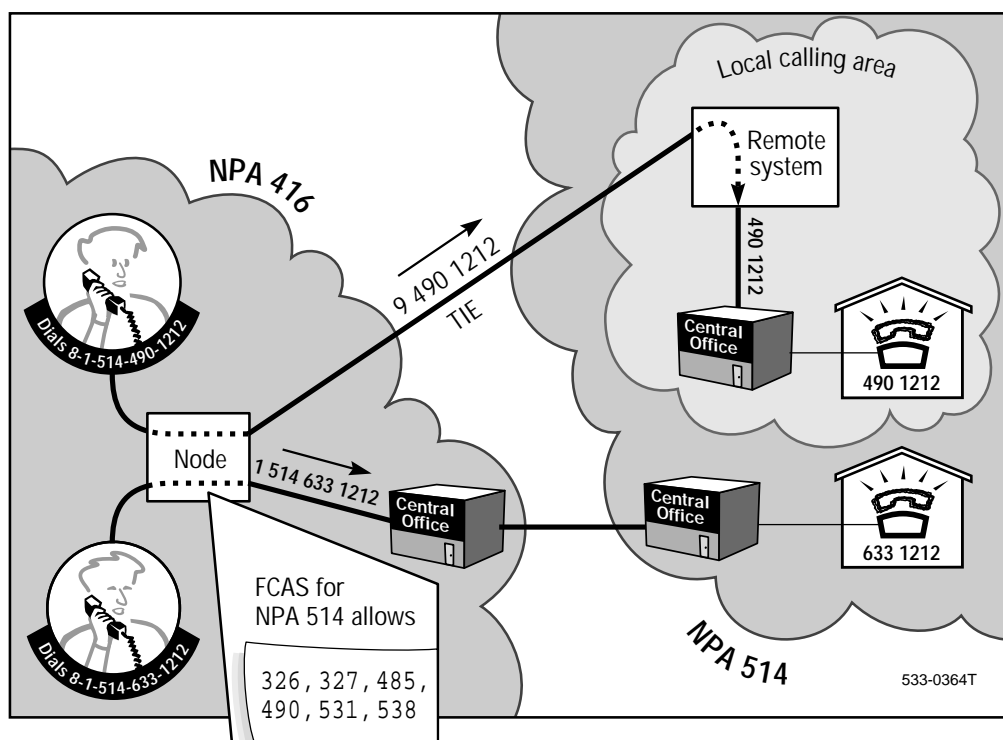 Local calling area
Remote
system
NPA 416
9 490 1212
TIE
490 1212
Dials 8-1-514-490-1212
Central
Office
490 1212
Node
1 514 633 1212
Central
Office
Central
Office
633 1212
Dials 8-1-514-633-1212
FCAS for
NPA 514 allows
326, 327, 485,
490, 531, 538
NPA 514
533-0364T